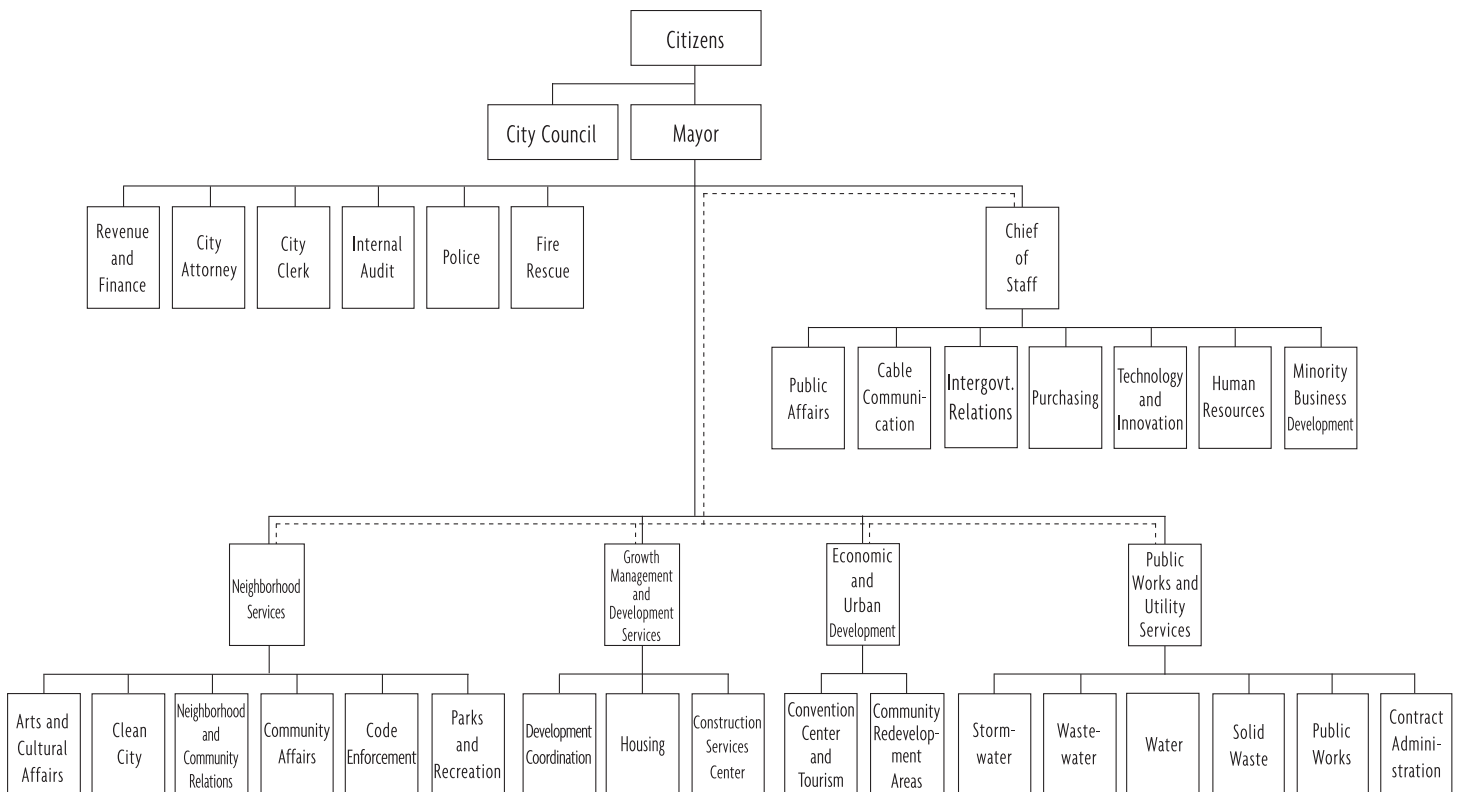 Citizens
City Council
Mayor
Revenue
and
Finance
City
Attorney
City
Clerk
Internal
Audit
Police
Fire
Rescue
Chief
of
Staff
Public
Affairs
Cable
Communi-
cation
Intergovt.
Relations
Purchasing
Technology
and
Innovation
Human
Resources
Minority
Business
Development
Neighborhood
Services
Growth
Management
and
Development
Services
Economic
and
Urban
Development
Public
Works and
Utility
Services
Arts and
Cultural
Affairs
Clean
City
Neighborhood
and
Community
Relations
Community
Affairs
Code
Enforcement
Parks
and
Recreation
Development
Coordination
Housing
Construction
Services
Center
Convention
Center
and
Tourism
Community
Redevelop-
ment
Areas
Storm-
water
Waste-
water
Water
Solid
Waste
Public
Works
Contract
Admini-
stration